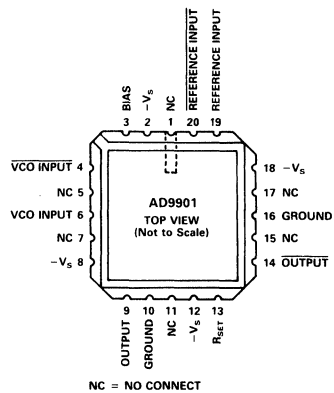 BIAS
-VS
NC
REFERENCE INPUT
REFERENCE INPUT
3 2 1 20 19
VCO INPUT 4
NC 5
VCO INPUT 6
NC 7
-VS 8
AD9901
TOP VIEW
(Not to Scale)
18 -VS
17 NC
16 GROUND
15 NC
14 OUTPUT
9 10 11 12 13
OUTPUT
GROUND
NC
-VS
RSET
NC = NO CONNECT